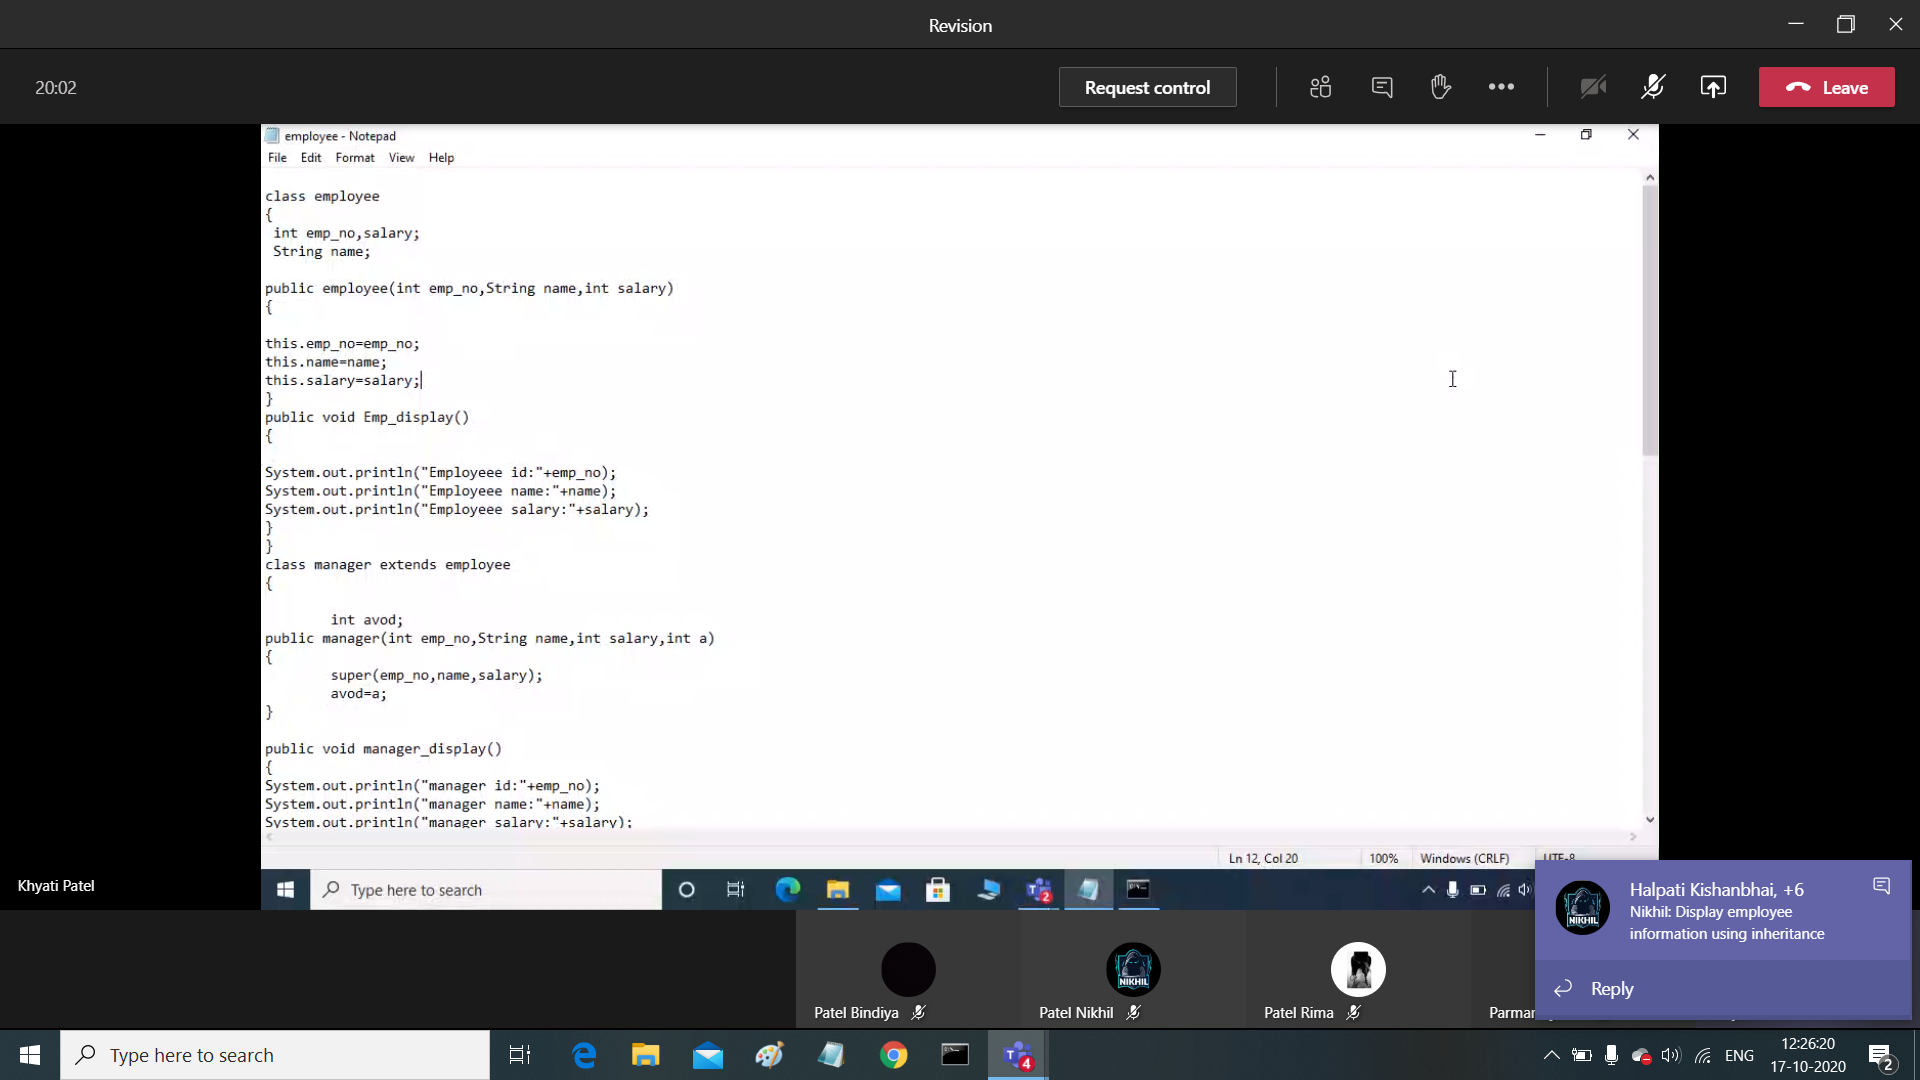 Revision
20:02
Request control
Leave
employee - Notepad
File Edit Format View Help
class employee
{
int emp_no,salary;
String name;
public employee(int emp_no,String name,int salary)
{
this.emp_no=emp_no;
this.name=name;
this.salary=salary;
}
public void Emp_display()
{
System.out.println("Employeee id:"+emp_no);
System.out.println("Employeee name:"+name);
System.out.println("Employeee salary:"+salary);
}
}
class manager extends employee
{
int avod;
public manager(int emp_no,String name,int salary,int a)
{
super(emp_no,name,salary);
avod=a;
}
public void manager_display()
{
System.out.println("manager id:"+emp_no);
System.out.println("manager name:"+name);
System.out.println("manager salary:"+salary);
Ln 12, Col 20 100% Windows (CRLF) UTF-8
Khyati Patel
Type here to search
2
Halpati Kishanbhai, +6
Nikhil: Display employee
information using inheritance
Reply
NIKHIL
NIKHIL
Patel Bindiya
Patel Nikhil
Patel Rima
Parmar
Type here to search
4
ENG
12:26:20
17-10-2020
2